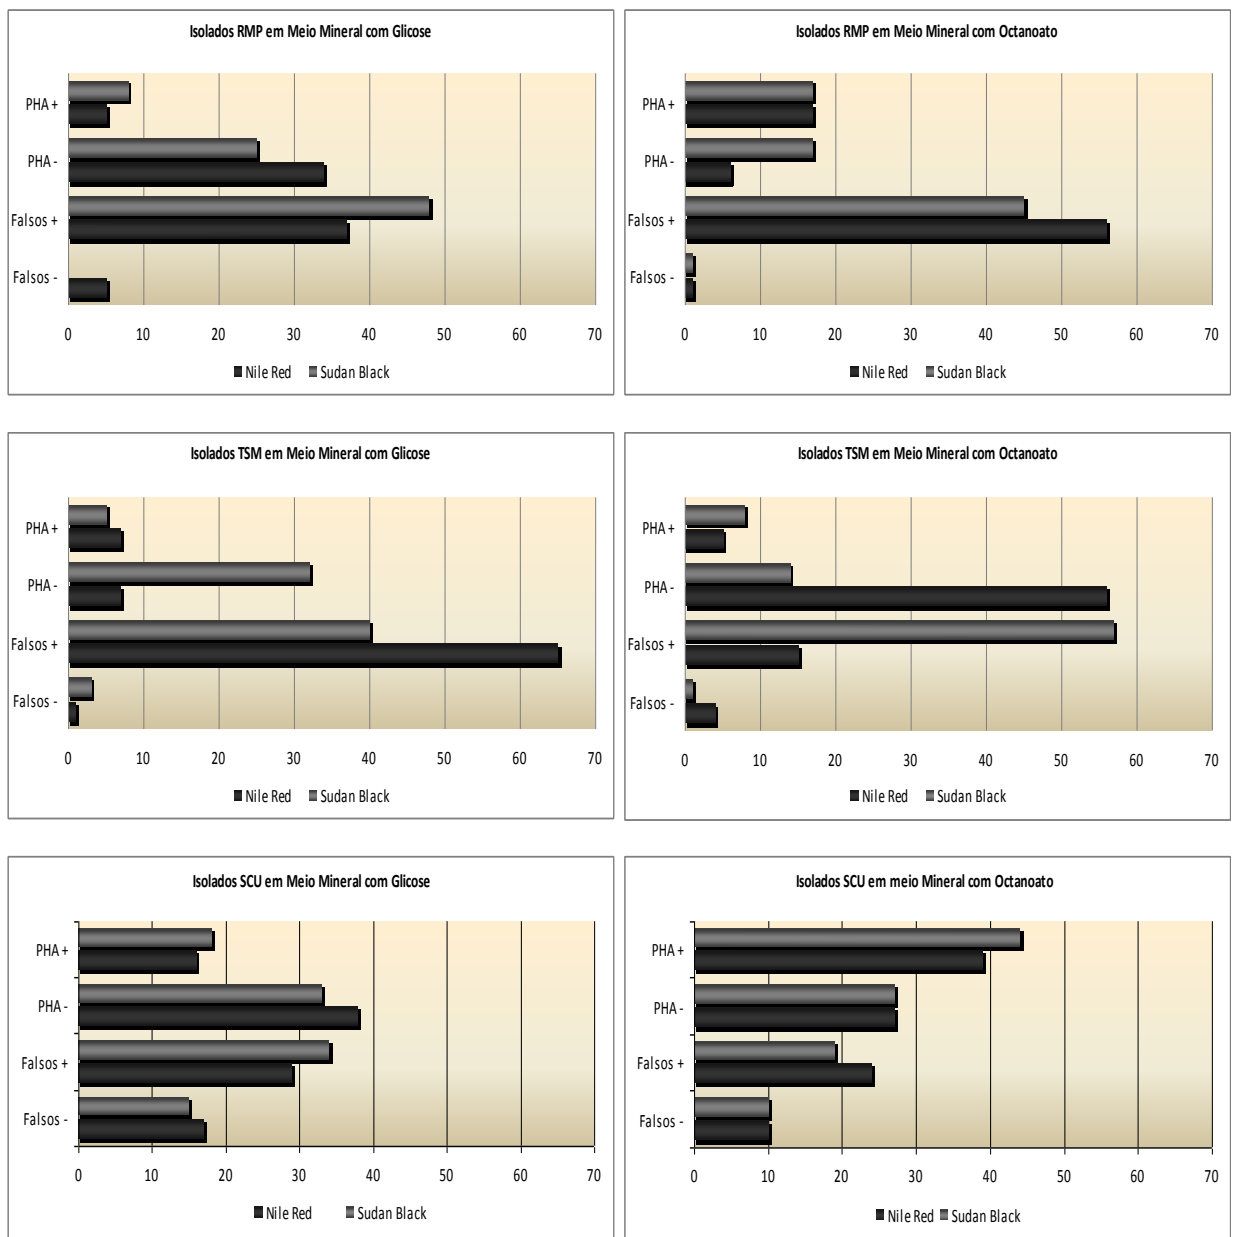 Isolados RMP em Meio Mineral com Glicose
PHA +
PHA -
Falsos +
Falsos -
0 10 20 30 40 50 60 70
Nile Red Sudan Black
Isolados RMP em Meio Mineral com Octanoato
PHA +
PHA -
Falsos +
Falsos -
0 10 20 30 40 50 60 70
Nile Red Sudan Black
Isolados TSM em Meio Mineral com Glicose
PHA +
PHA -
Falsos +
Falsos -
0 10 20 30 40 50 60 70
Nile Red Sudan Black
Isolados TSM em Meio Mineral com Octanoato
PHA +
PHA -
Falsos +
Falsos -
0 10 20 30 40 50 60 70
Nile Red Sudan Black
Isolados SCU em Meio Mineral com Glicose
PHA +
PHA -
Falsos +
Falsos -
0 10 20 30 40 50 60 70
Nile Red Sudan Black
Isolados SCU em meio Mineral com Octanoato
PHA +
PHA -
Falsos +
Falsos -
0 10 20 30 40 50 60 70
Nile Red Sudan Black